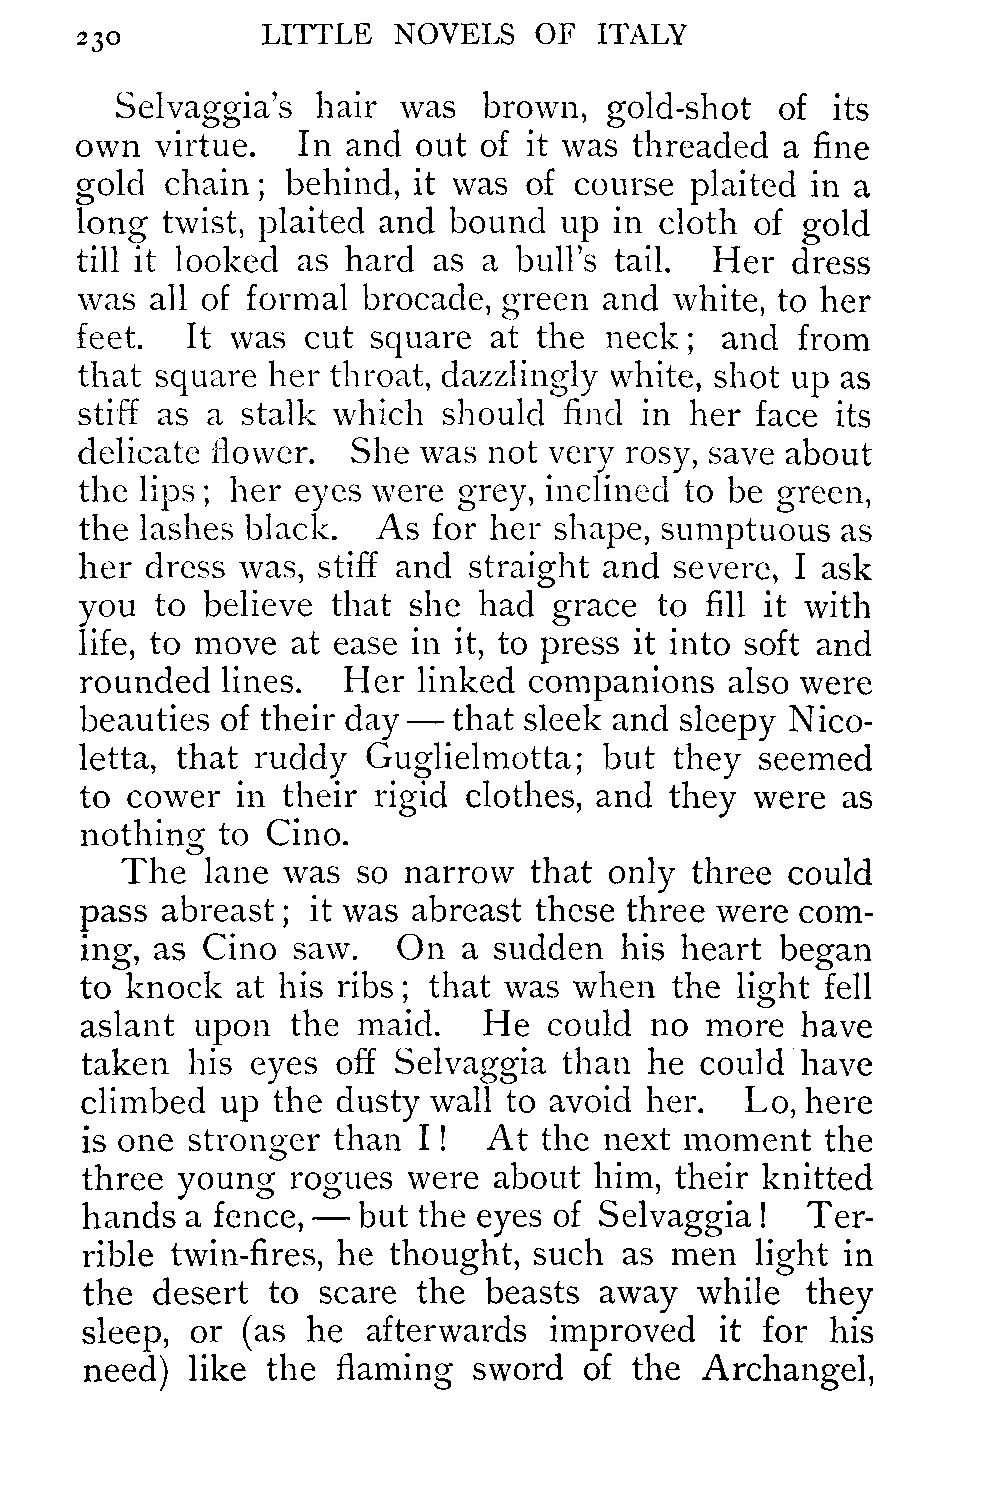 230 LITTLE NOVELS OF ITALY
Selvaggia's hair was brown, gold-shot of its
own virtue. In and out of it was threaded a fine
gold chain; behind, it was of course plaited in a
long twist, plaited and bound up in cloth of gold
till it looked as hard as a bull's tail. Her dress
was all of formal brocade, green and white, to her
feet. It was cut square at the neck; and from
that square her throat, dazzlingly white, shot up as
stiff as a stalk which should find in her face its
delicate flower. She was not very rosy, save about
the lips; her eyes were grey, inclined to be green,
the lashes black. As for her shape, sumptuous as
her dress was, stiff and straight and severe, I ask
you to believe that she had grace to fill it with
life, to move at ease in it, to press it into soft and
rounded lines. Her linked companions also were
beauties of their day — that sleek and sleepy Nico-
letta, that ruddy Guglielmotta; but they seemed
to cower in their rigid clothes, and they were as
nothing to Cino.
The lane was so narrow that only three could
pass abreast; it was abreast these three were com-
ing, as Cino saw. On a sudden his heart began
to knock at his ribs; that was when the light fell
aslant upon the maid. He could no more have
taken his eyes off Selvaggia than he could have
climbed up the dusty wall to avoid her. Lo, here
is one stronger than I! At the next moment the
three young rogues were about him, their knitted
hands a fence, — but the eyes of Selvaggia! Ter-
rible twin-fires, he thought, such as men light in
the desert to scare the beasts away while they
sleep, or (as he afterwards improved it for his
need) like the flaming sword of the Archangel,